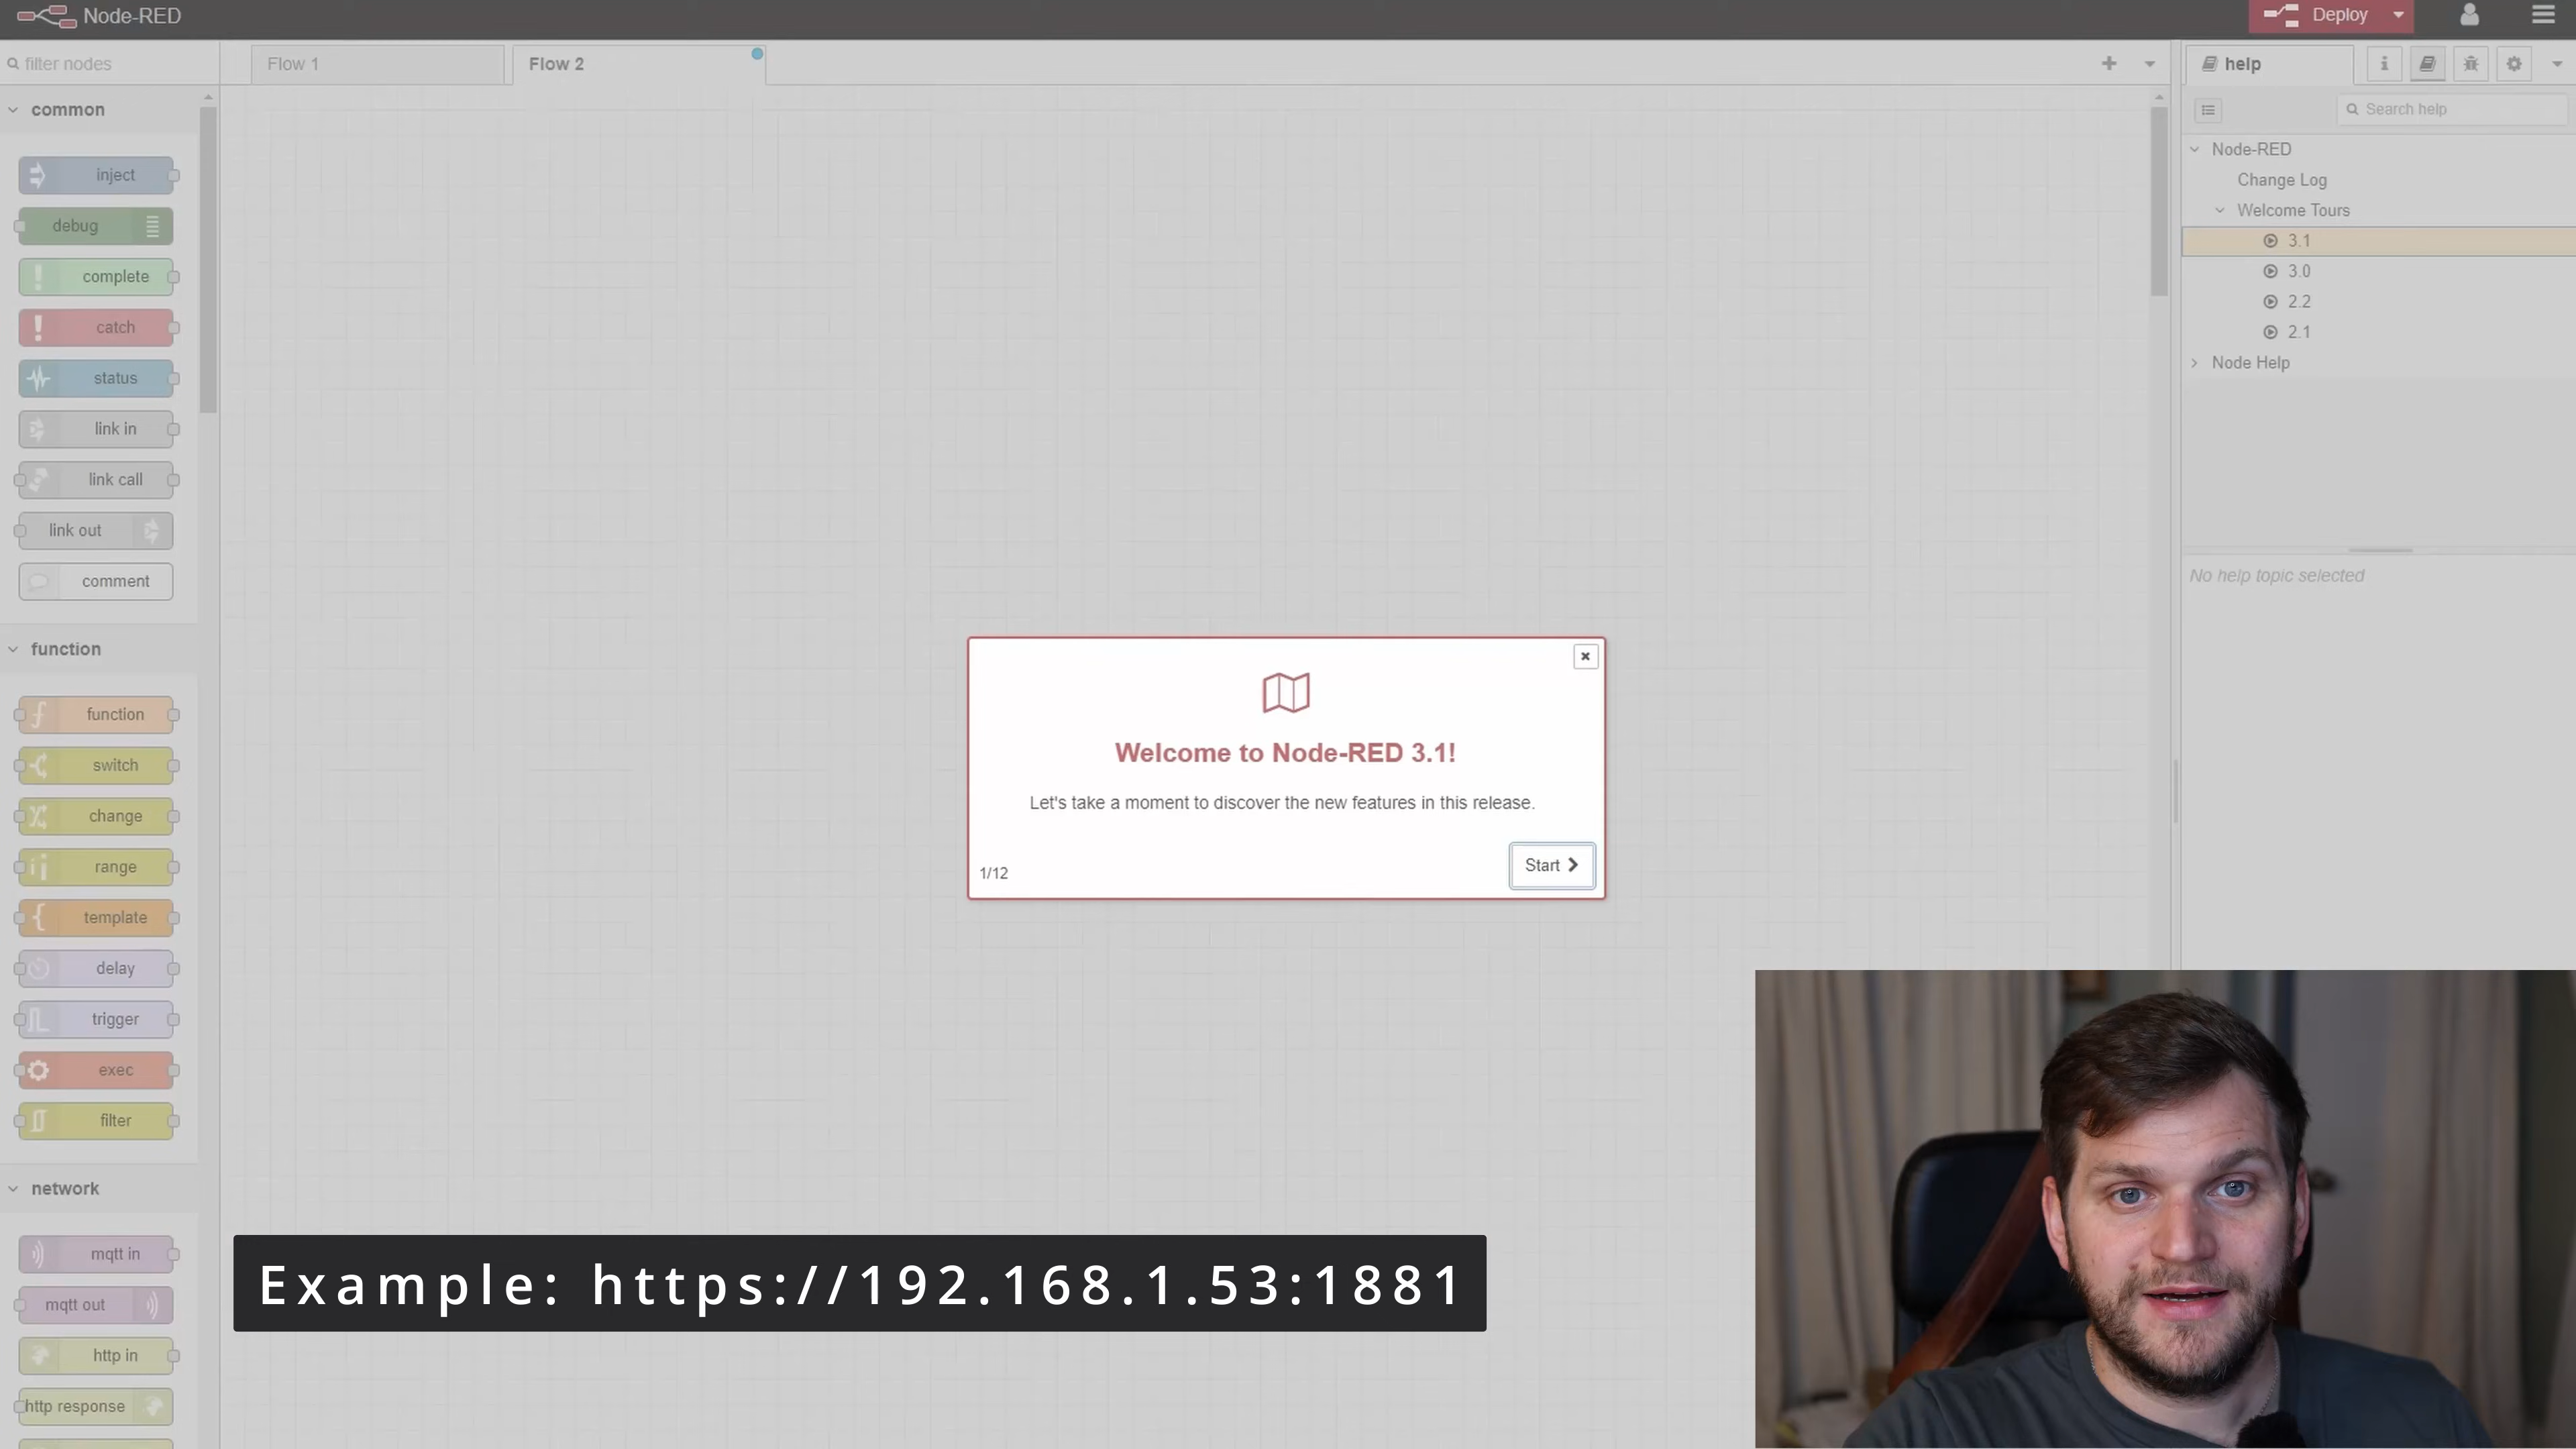 Node-RED
Deploy
filter nodes
Flow 1
Flow 2
help
Search help
common
inject
debug
complete
catch
status
link in
link call
link out
comment
function
function
switch
change
range
template
delay
trigger
exec
filter
network
mqtt in
mqtt out
http in
http response
Node-RED
Change Log
Welcome Tours
3.1
3.0
2.2
2.1
Node Help
No help topic selected
Welcome to Node-RED 3.1!
Let's take a moment to discover the new features in this release.
1/12
Start
Example: https://192.168.1.53:1881